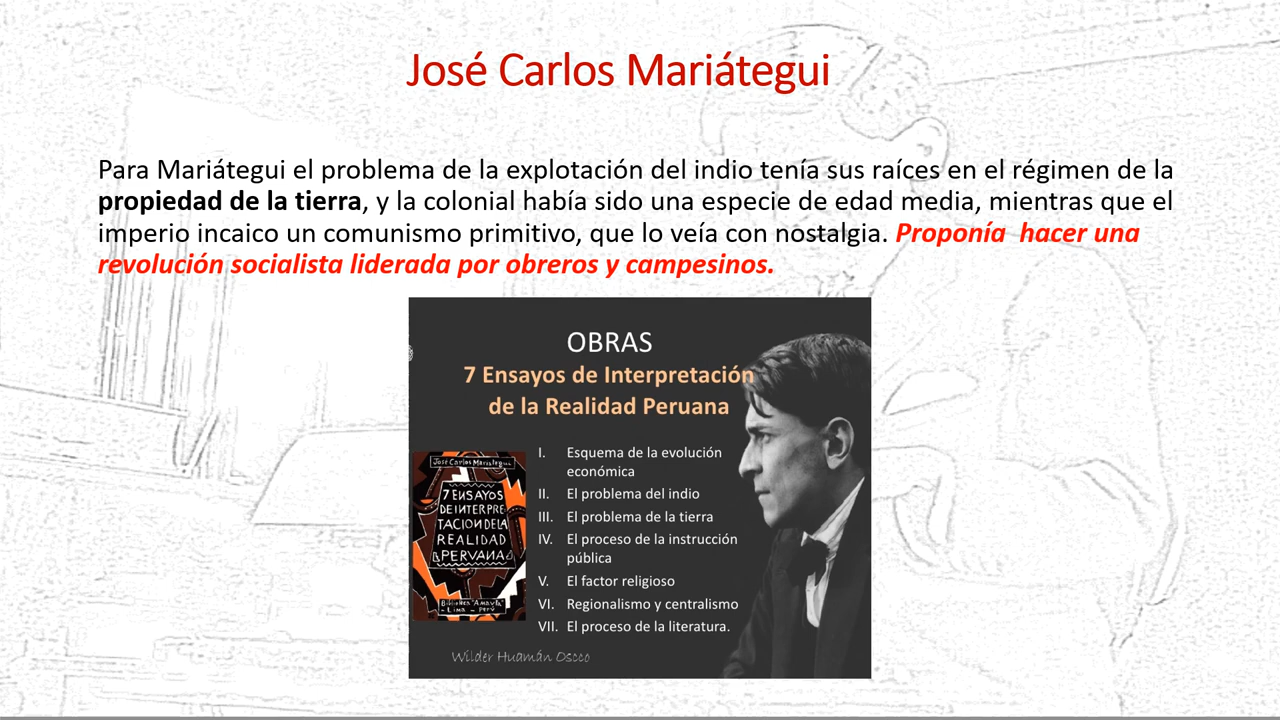 José Carlos Mariátegui
Para Mariátegui el problema de la explotación del indio tenía sus raíces en el régimen de la
propiedad de la tierra, y la colonial había sido una especie de edad media, mientras que el
imperio incaico un comunismo primitivo, que lo veía con nostalgia. Proponía hacer una
revolución socialista liderada por obreros y campesinos.
OBRAS
7 Ensayos de Interpretación
de la Realidad Peruana
José Carlos Mariátegui
7 ENSAYOS
DE INTERPRE
TACION DE LA
REALIDAD
PERUANA
Biblioteca "Amauta"
- Lima - Perú
I. Esquema de la evolución
económica
II. El problema del indio
III. El problema de la tierra
IV. El proceso de la instrucción
pública
V. El factor religioso
VI. Regionalismo y centralismo
VII. El proceso de la literatura.
Wilder Huamán Oscco